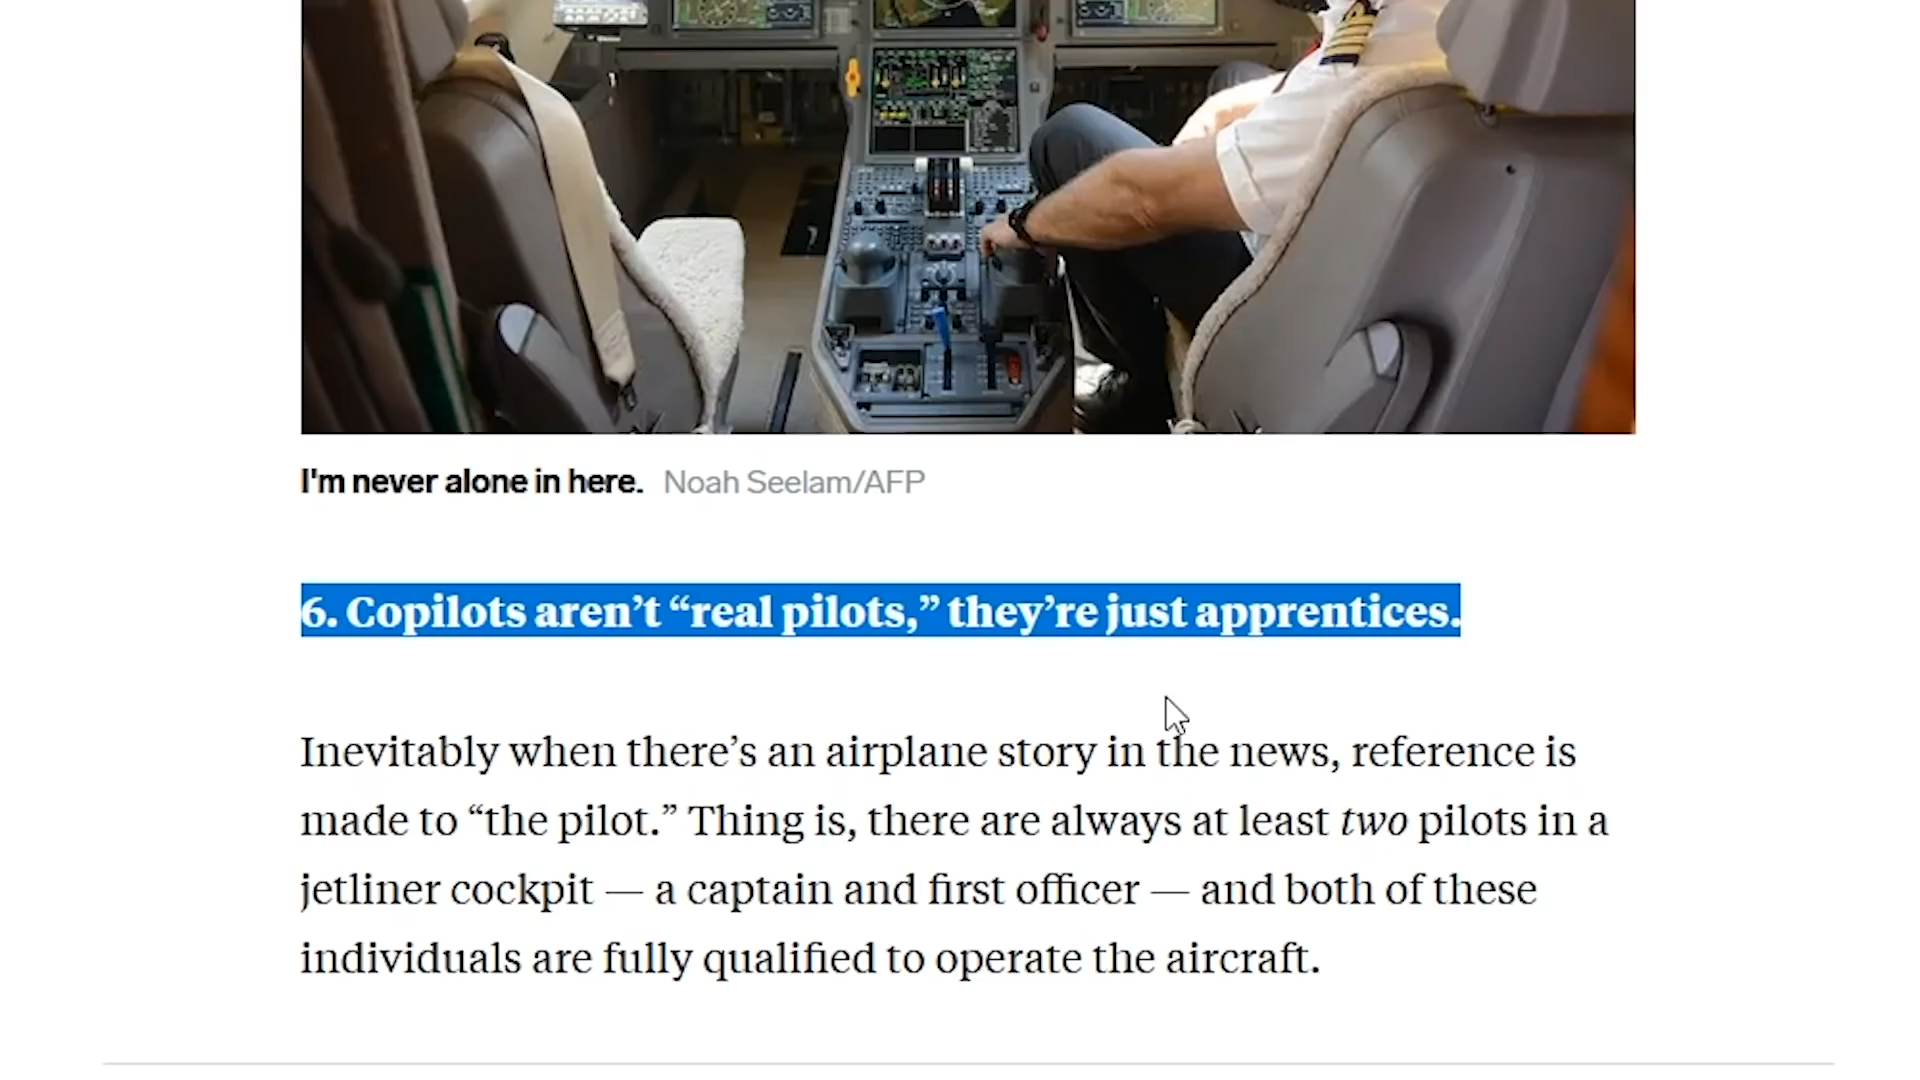 I'm never alone in here. Noah Seelam/AFP
6. Copilots aren’t “real pilots,” they’re just apprentices.
Inevitably when there’s an airplane story in the news, reference is
made to “the pilot.” Thing is, there are always at least two pilots in a
jetliner cockpit — a captain and first officer — and both of these
individuals are fully qualified to operate the aircraft.